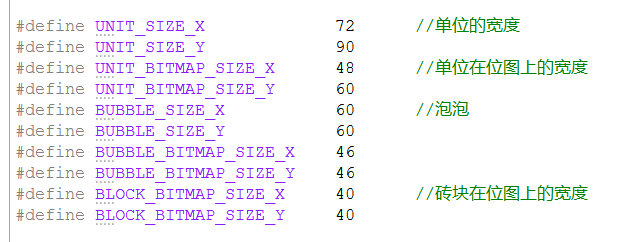 #define UNIT_SIZE_X 72 //单位的宽度
#define UNIT_SIZE_Y 90
#define UNIT_BITMAP_SIZE_X 48 //单位在位图上的宽度
#define UNIT_BITMAP_SIZE_Y 60
#define BUBBLE_SIZE_X 60 //泡泡
#define BUBBLE_SIZE_Y 60
#define BUBBLE_BITMAP_SIZE_X 46
#define BUBBLE_BITMAP_SIZE_Y 46
#define BLOCK_BITMAP_SIZE_X 40 //砖块在位图上的宽度
#define BLOCK_BITMAP_SIZE_Y 40